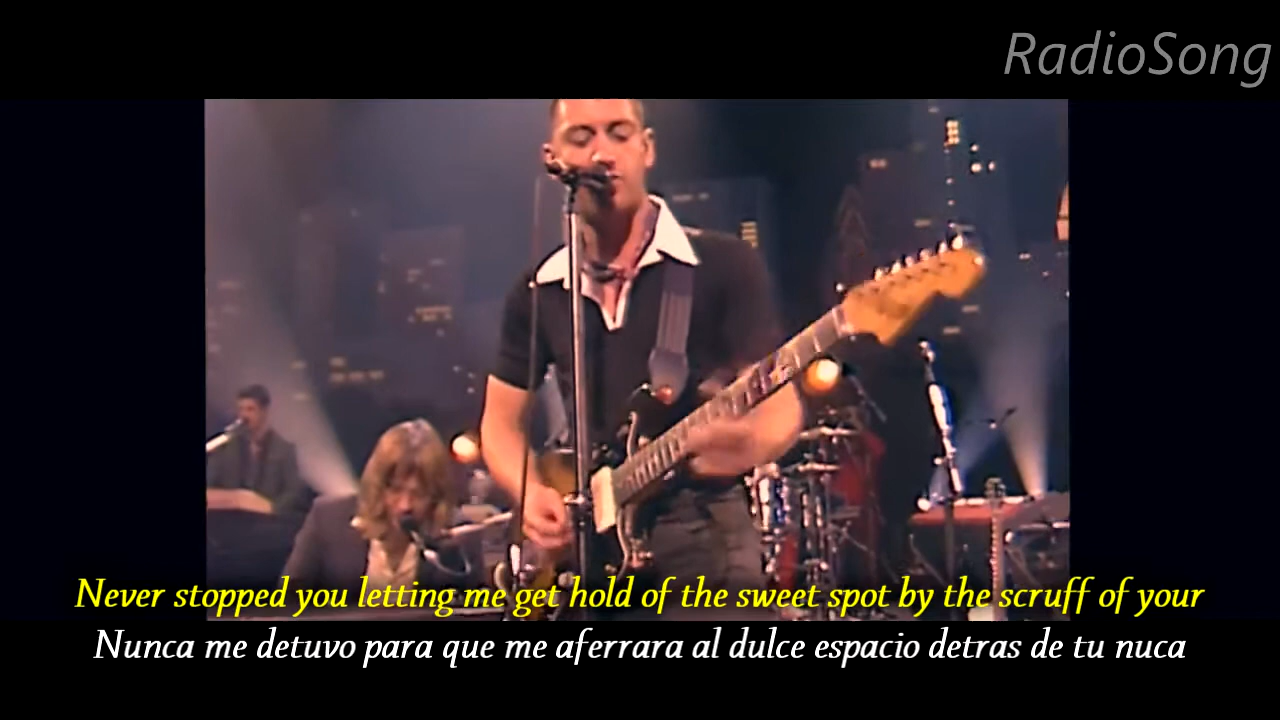 RadioSong
Never stopped you letting me get hold of the sweet spot by the scruff of your
Nunca me detuvo para que me aferrara al dulce espacio detras de tu nuca